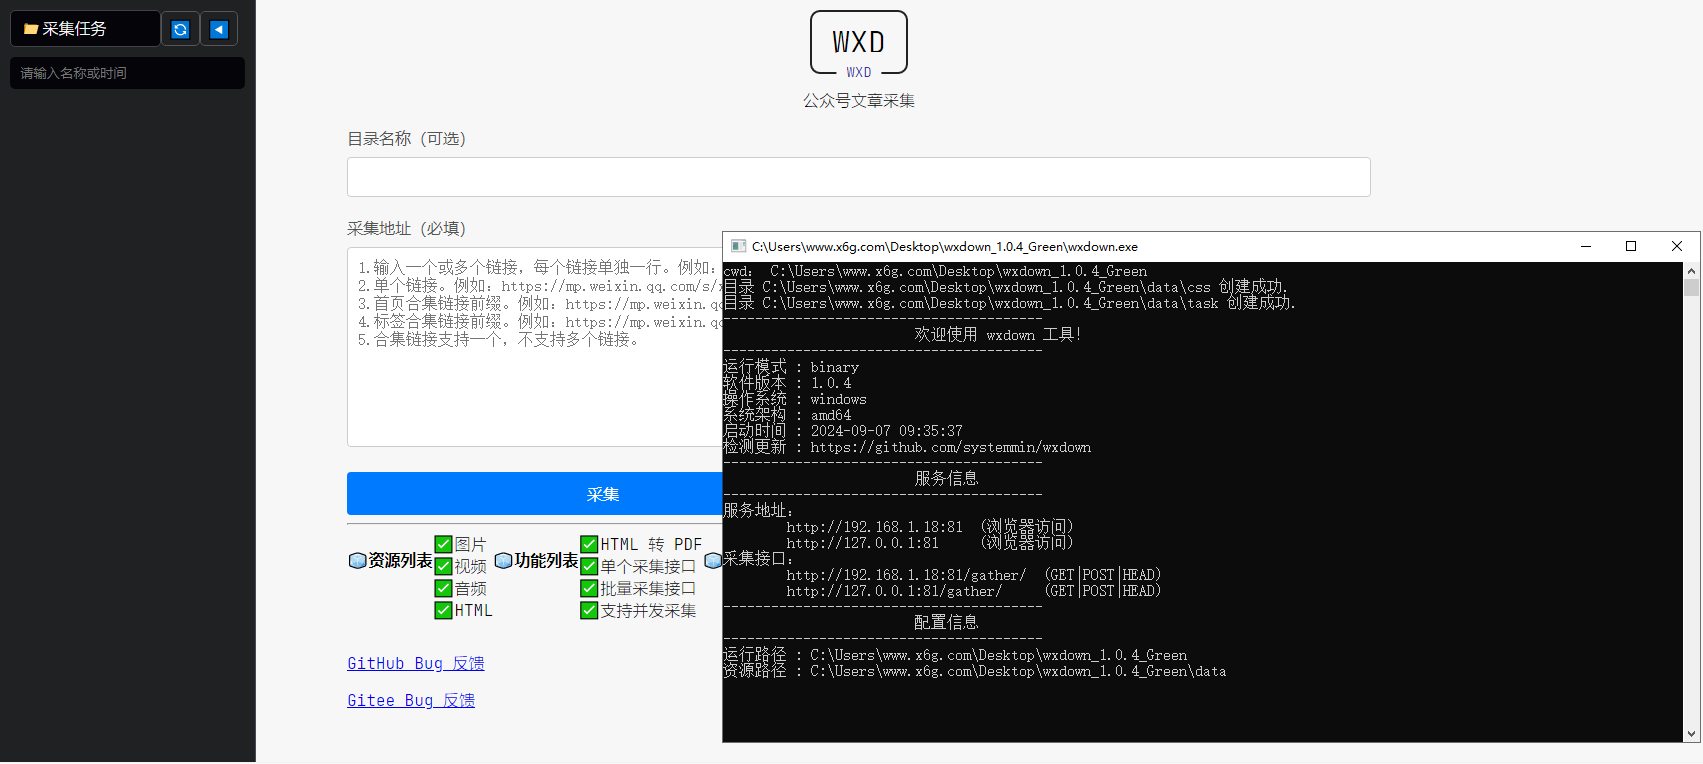 采集任务
请输入名称或时间
WXD
WXD
公众号文章采集
目录名称（可选）
采集地址（必填）
1.输入一个或多个链接，每个链接单独一行。例如：
2.单个链接。例如：https://mp.weixin.qq.com/s/x
3.首页合集链接前缀。例如：https://mp.weixin.qc
4.标签合集链接前缀。例如：https://mp.weixin.qc
5.合集链接支持一个，不支持多个链接。
采集
资源列表
图片
视频
音频
HTML
功能列表
HTML 转 PDF
单个采集接口
批量采集接口
支持并发采集
GitHub Bug 反馈
Gitee Bug 反馈
C:\Users\www.x6g.com\Desktop\wxdown_1.0.4_Green\wxdown.exe
cwd： C:\Users\www.x6g.com\Desktop\wxdown_1.0.4_Green
目录 C:\Users\www.x6g.com\Desktop\wxdown_1.0.4_Green\data\css 创建成功.
目录 C:\Users\www.x6g.com\Desktop\wxdown_1.0.4_Green\data\task 创建成功.
----------------------------------------
欢迎使用 wxdown 工具！
----------------------------------------
运行模式 : binary
软件版本 : 1.0.4
操作系统 : windows
系统架构 : amd64
启动时间 : 2024-09-07 09:35:37
检测更新 : https://github.com/systemmin/wxdown
----------------------------------------
服务信息
----------------------------------------
服务地址：
http://192.168.1.18:81 （浏览器访问）
http://127.0.0.1:81 （浏览器访问）
采集接口：
http://192.168.1.18:81/gather/ （GET|POST|HEAD）
http://127.0.0.1:81/gather/ （GET|POST|HEAD）
----------------------------------------
配置信息
----------------------------------------
运行路径 : C:\Users\www.x6g.com\Desktop\wxdown_1.0.4_Green
资源路径 : C:\Users\www.x6g.com\Desktop\wxdown_1.0.4_Green\data